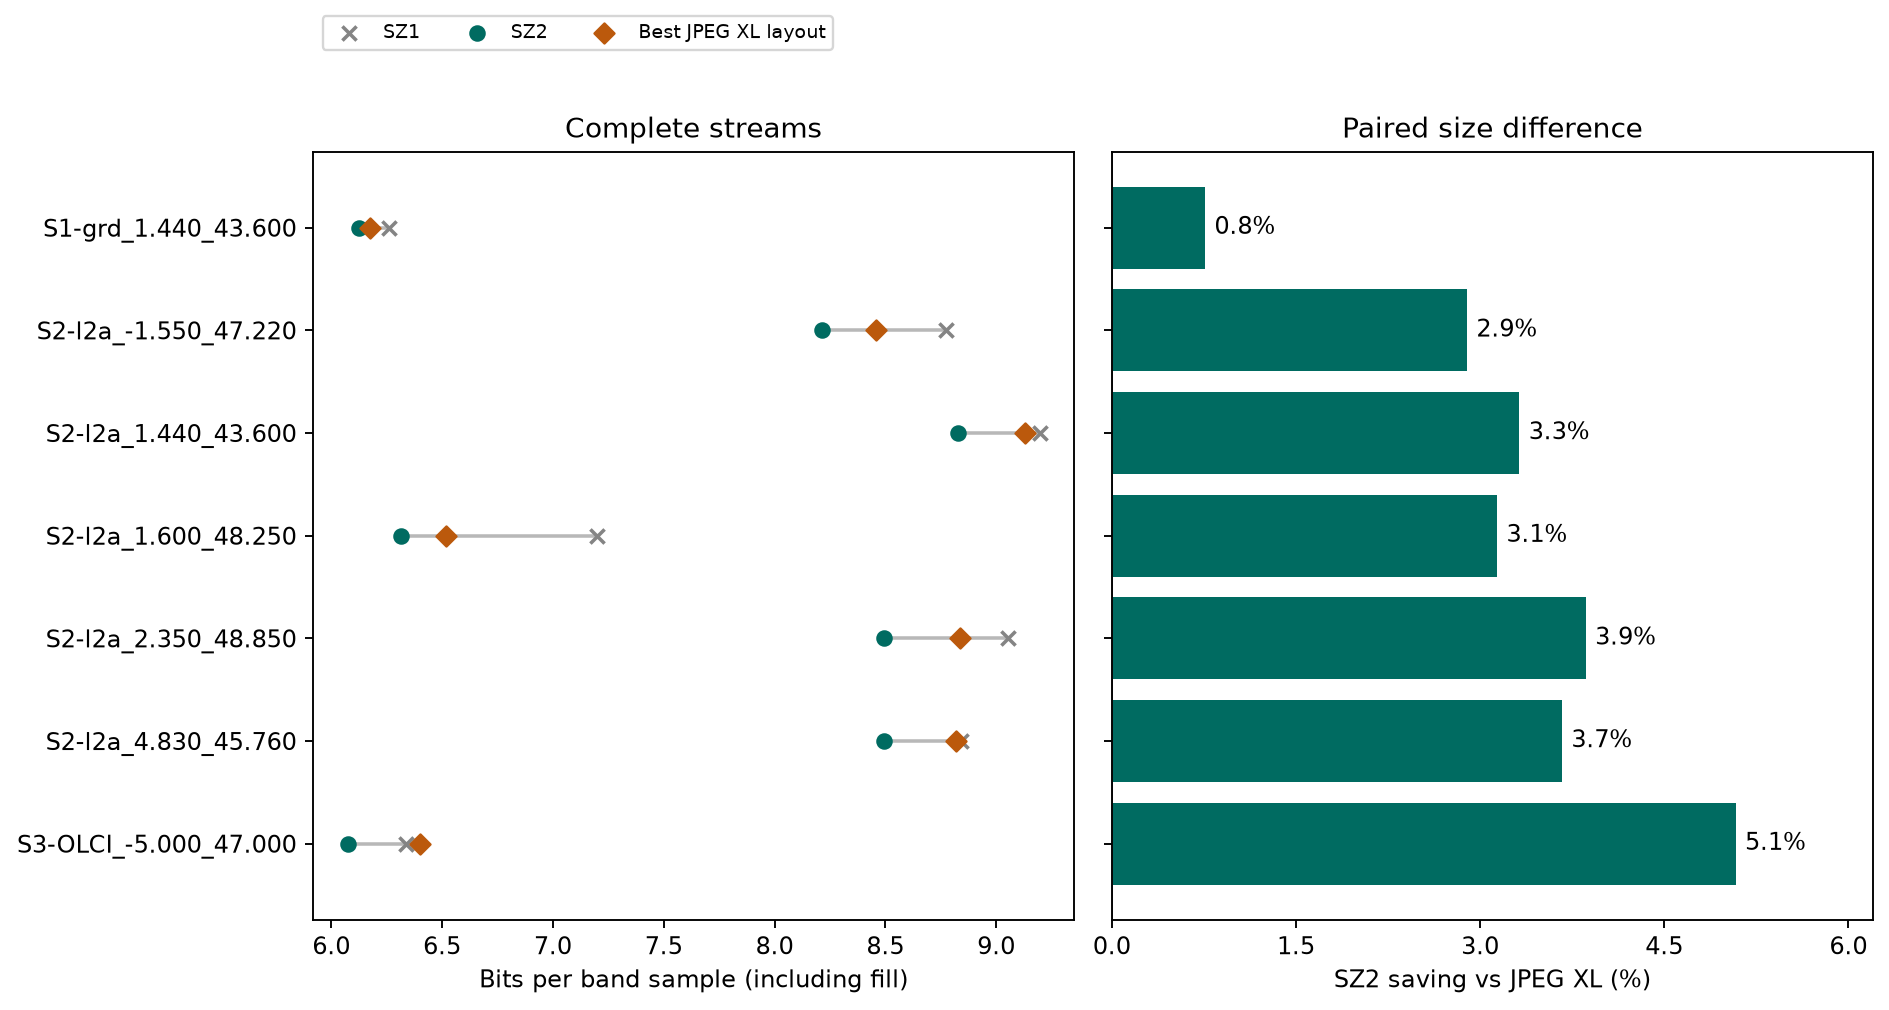 SZ1 SZ2 Best JPEG XL layout
Complete streams
S1-grd_1.440_43.600
S2-l2a_-1.550_47.220
S2-l2a_1.440_43.600
S2-l2a_1.600_48.250
S2-l2a_2.350_48.850
S2-l2a_4.830_45.760
S3-OLCI_-5.000_47.000
6.0 6.5 7.0 7.5 8.0 8.5 9.0
Bits per band sample (including fill)
Paired size difference
0.8%
2.9%
3.3%
3.1%
3.9%
3.7%
5.1%
0.0 1.5 3.0 4.5 6.0
SZ2 saving vs JPEG XL (%)